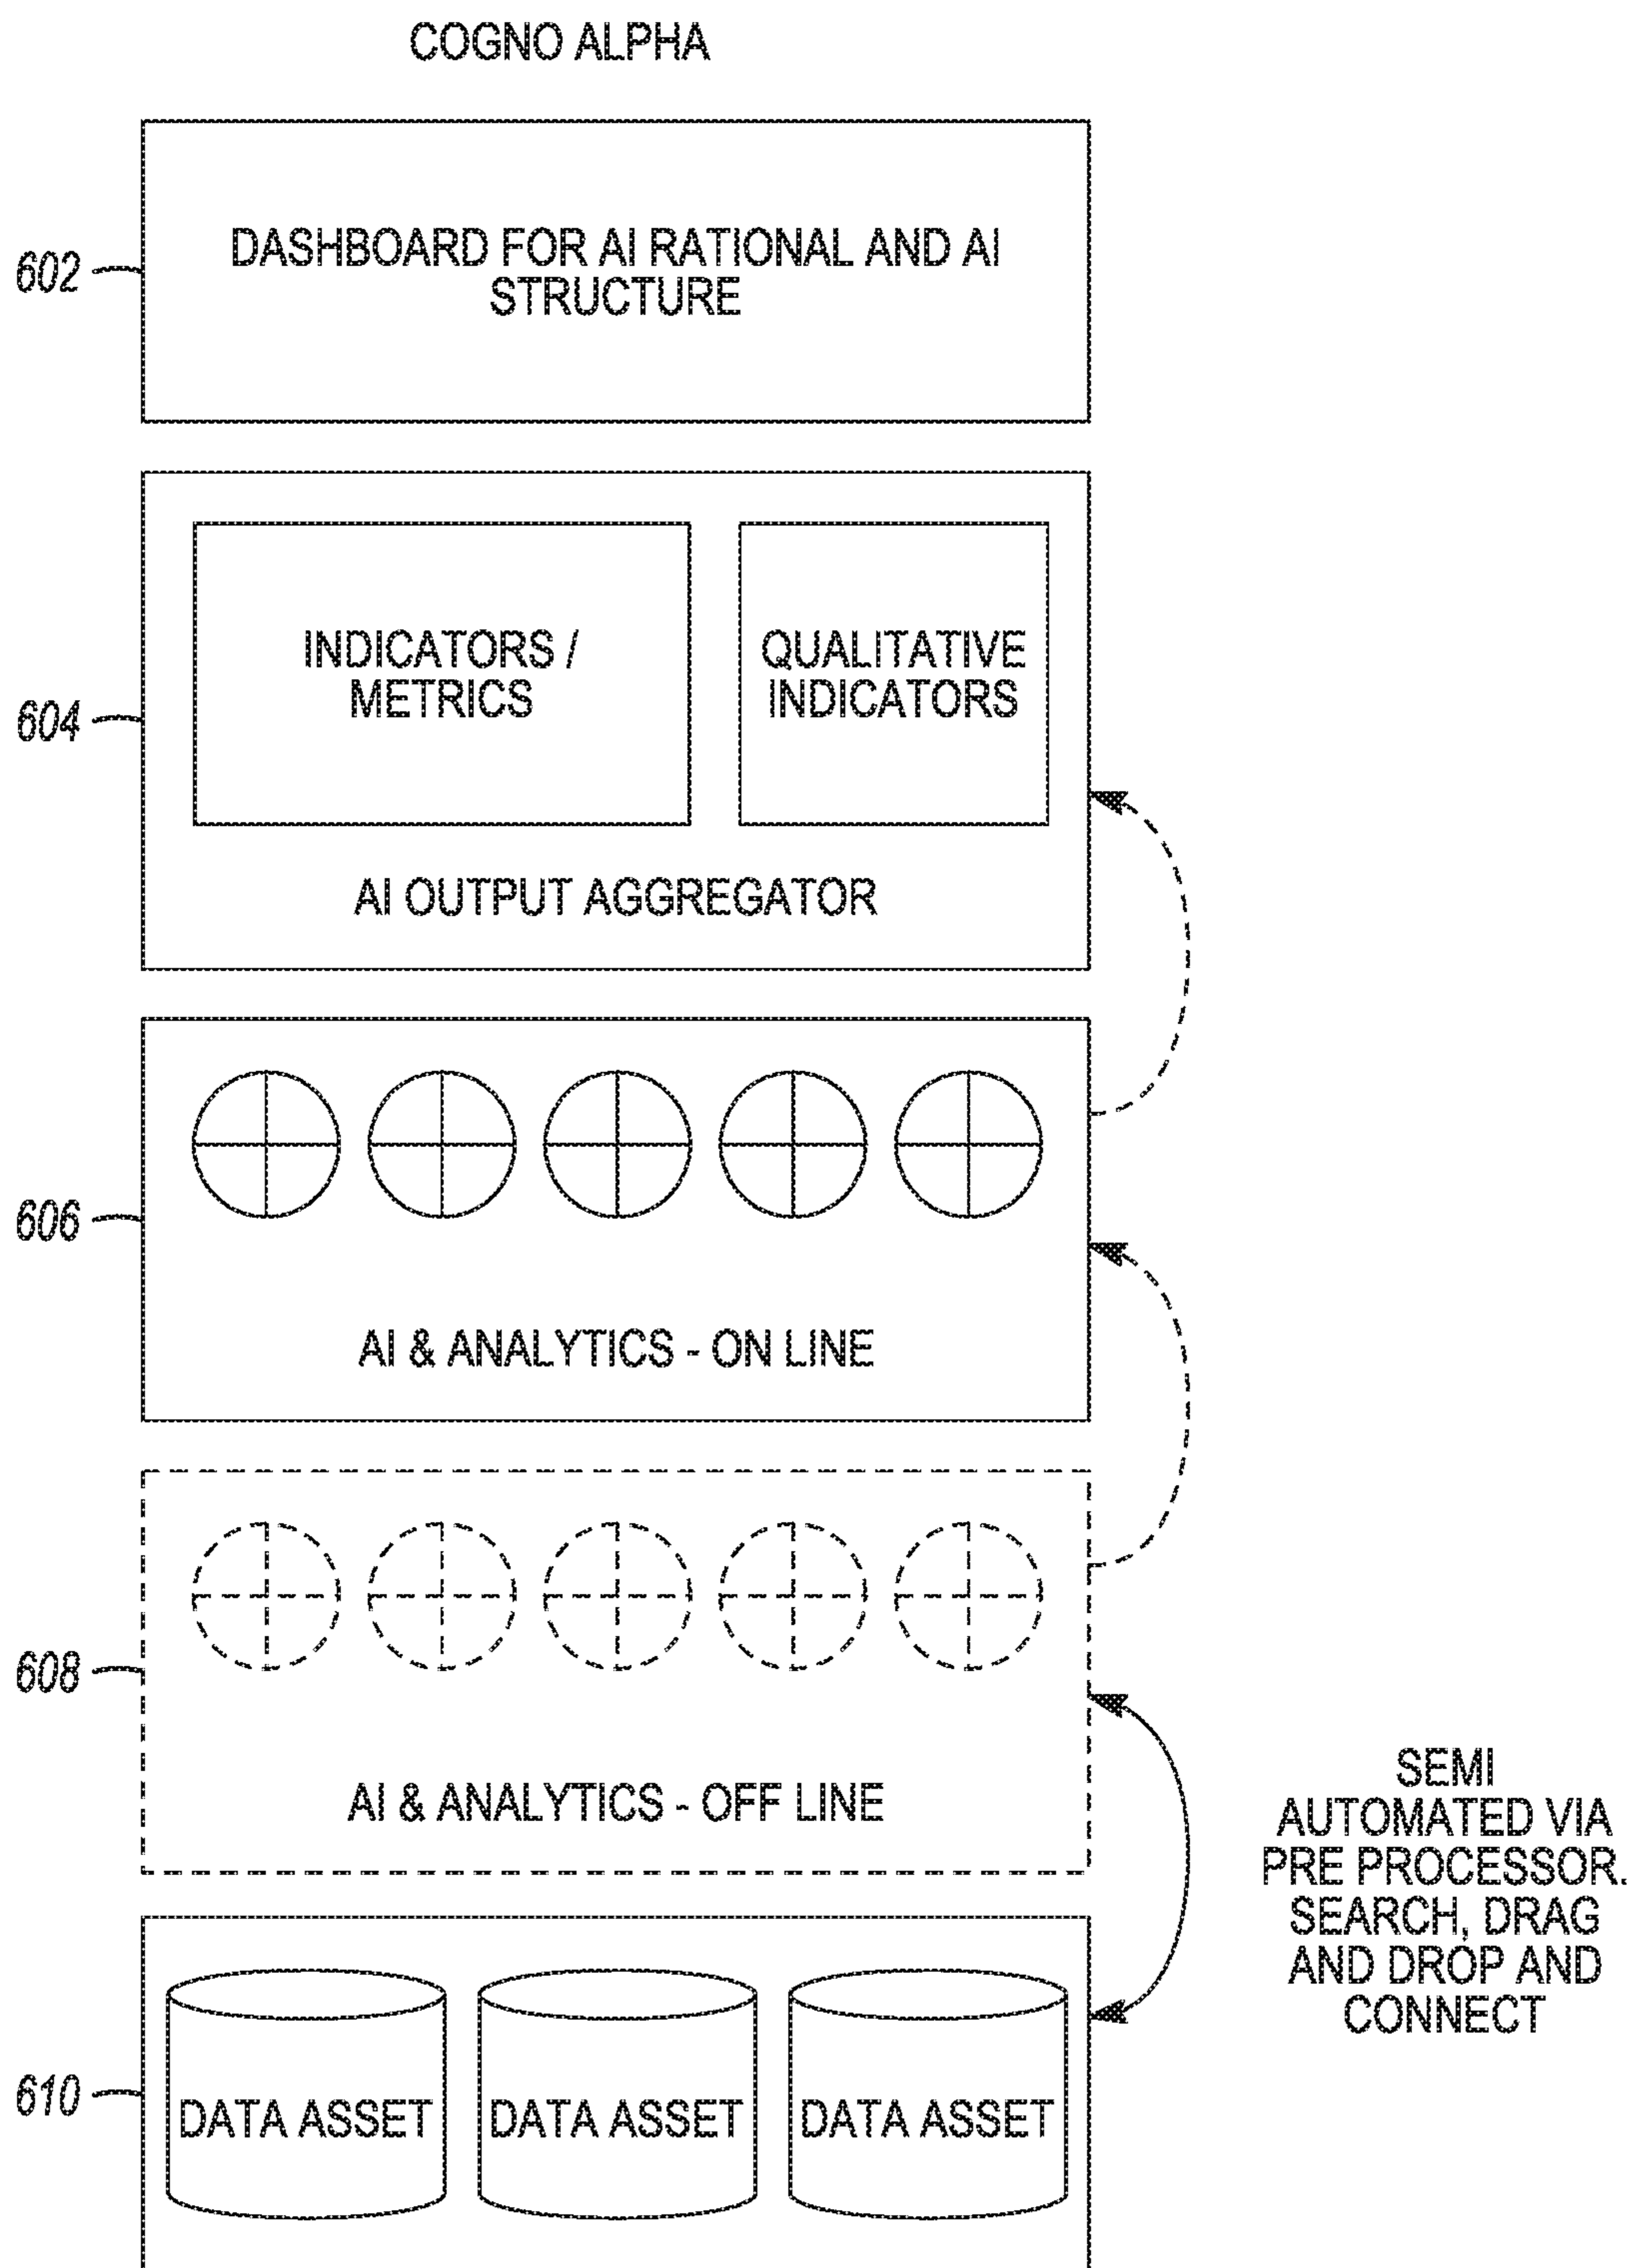 COGNO ALPHA
602
DASHBOARD FOR AI RATIONAL AND AI
STRUCTURE
604
INDICATORS /
METRICS
QUALITATIVE
INDICATORS
AI OUTPUT AGGREGATOR
606
AI & ANALYTICS - ON LINE
608
AI & ANALYTICS - OFF LINE
SEMI
AUTOMATED VIA
PRE PROCESSOR.
SEARCH, DRAG
AND DROP AND
CONNECT
610
DATA ASSET
DATA ASSET
DATA ASSET